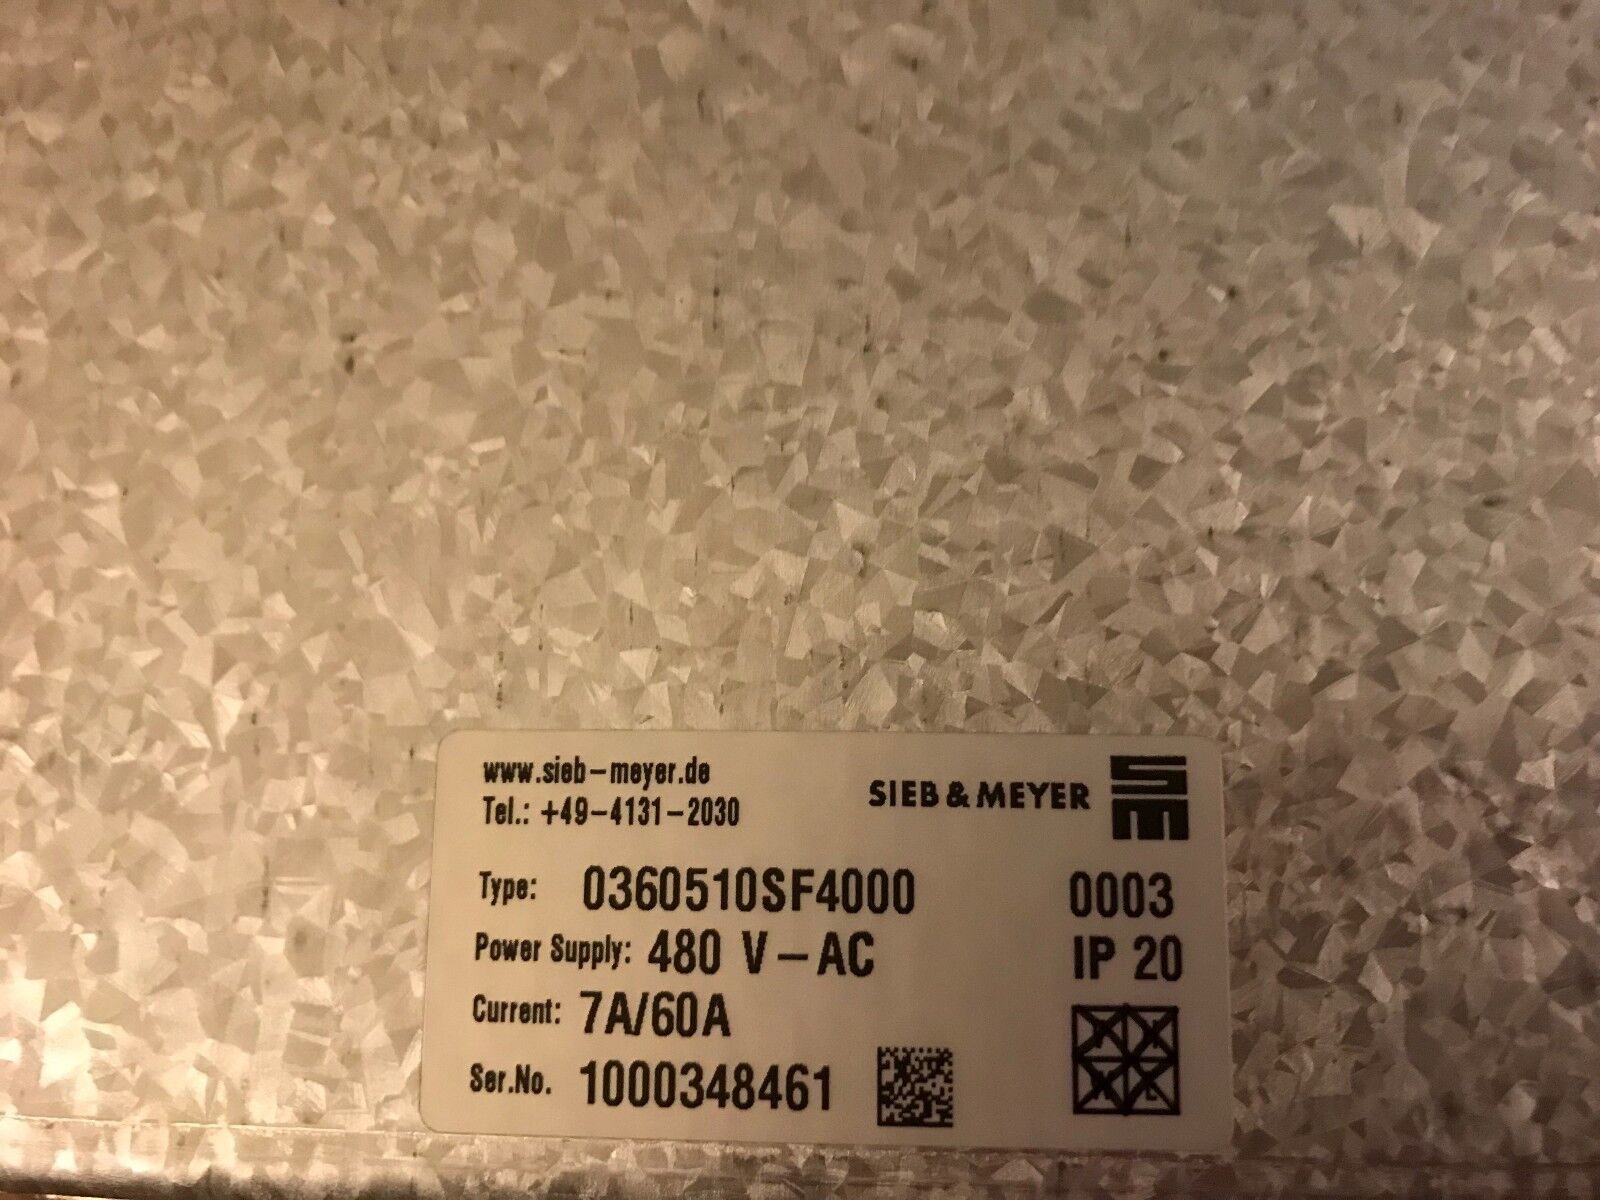 www.sieb-meyer.de
Tel.: +49-4131-2030
SIEB & MEYER
Type: 0360510SF4000 0003
Power Supply: 480 V-AC IP 20
Current: 7A/60A
Ser.No. 1000348461